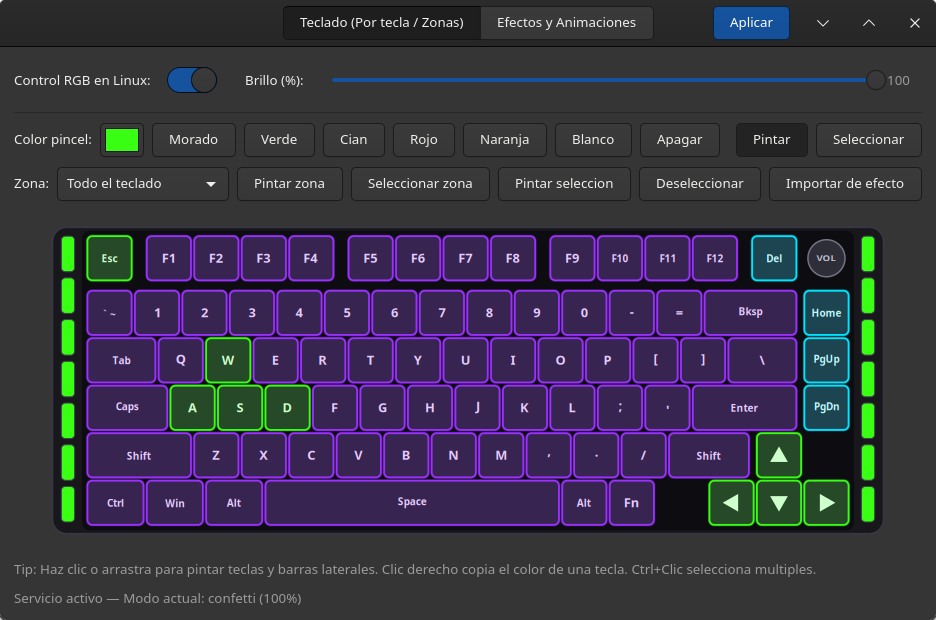 Teclado (Por tecla / Zonas) Efectos y Animaciones Aplicar
Control RGB en Linux: Brillo (%): 100
Color pincel: Morado Verde Cian Rojo Naranja Blanco Apagar Pintar Seleccionar
Zona: Todo el teclado Pintar zona Seleccionar zona Pintar seleccion Deseleccionar Importar de efecto
Esc F1 F2 F3 F4 F5 F6 F7 F8 F9 F10 F11 F12 Del VOL
` ~ 1 2 3 4 5 6 7 8 9 0 - = Bksp Home
Tab Q W E R T Y U I O P [ ] \ PgUp
Caps A S D F G H J K L ; ' Enter PgDn
Shift Z X C V B N M , . / Shift ▲
Ctrl Win Alt Space Alt Fn ◀ ▼ ▶
Tip: Haz clic o arrastra para pintar teclas y barras laterales. Clic derecho copia el color de una tecla. Ctrl+Clic selecciona multiples.
Servicio activo — Modo actual: confetti (100%)